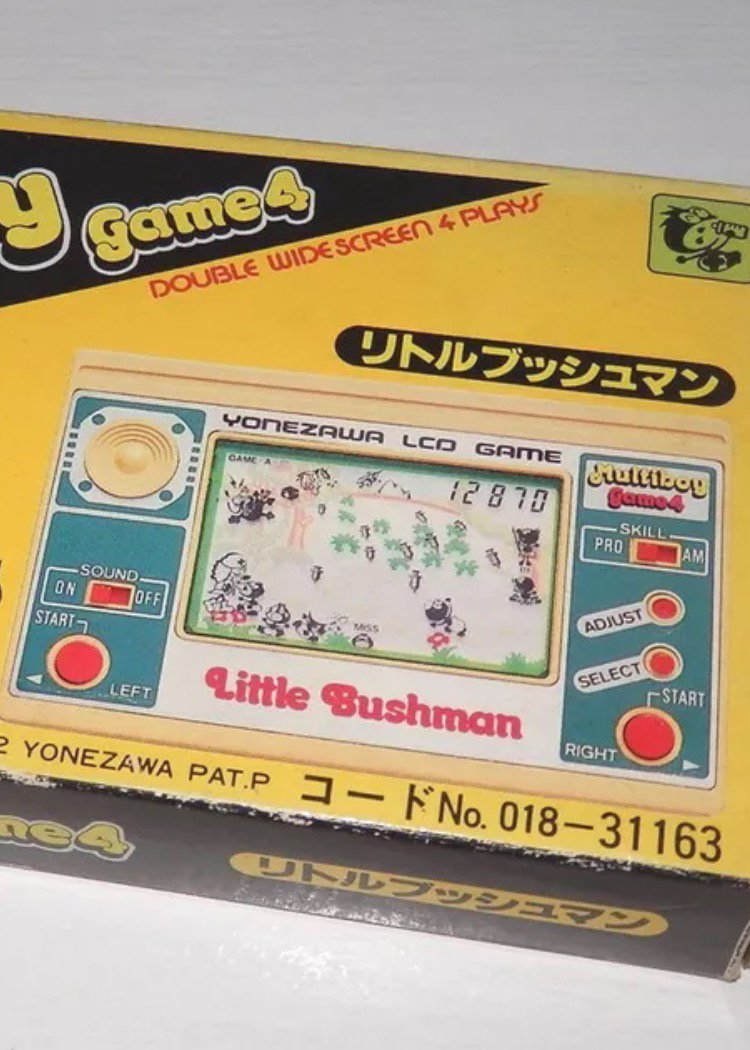 y Game4
DOUBLE WIDESCREEN 4 PLAYS
リトルブッシュマン
YONEZAWA LCD GAME
GAME A
12870
MISS
Multiboy
Game4
SKILL
PRO AM
ADJUST
SELECT
START
RIGHT
SOUND
ON OFF
START
LEFT
Little Bushman
2 YONEZAWA PAT.P コードNo. 018-31163
me4
リトルブッシュマン